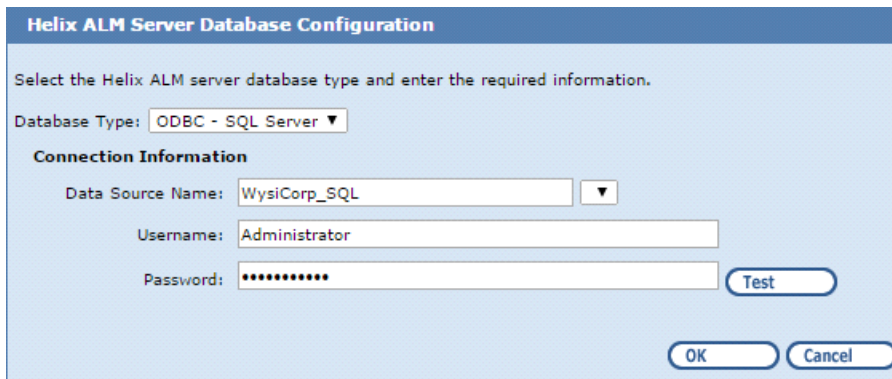 Helix ALM Server Database Configuration
Select the Helix ALM server database type and enter the required information.
Database Type: ODBC - SQL Server ▼
Connection Information
Data Source Name: WysiCorp_SQL ▼
Username: Administrator
Password: •••••••••••
Test
OK Cancel